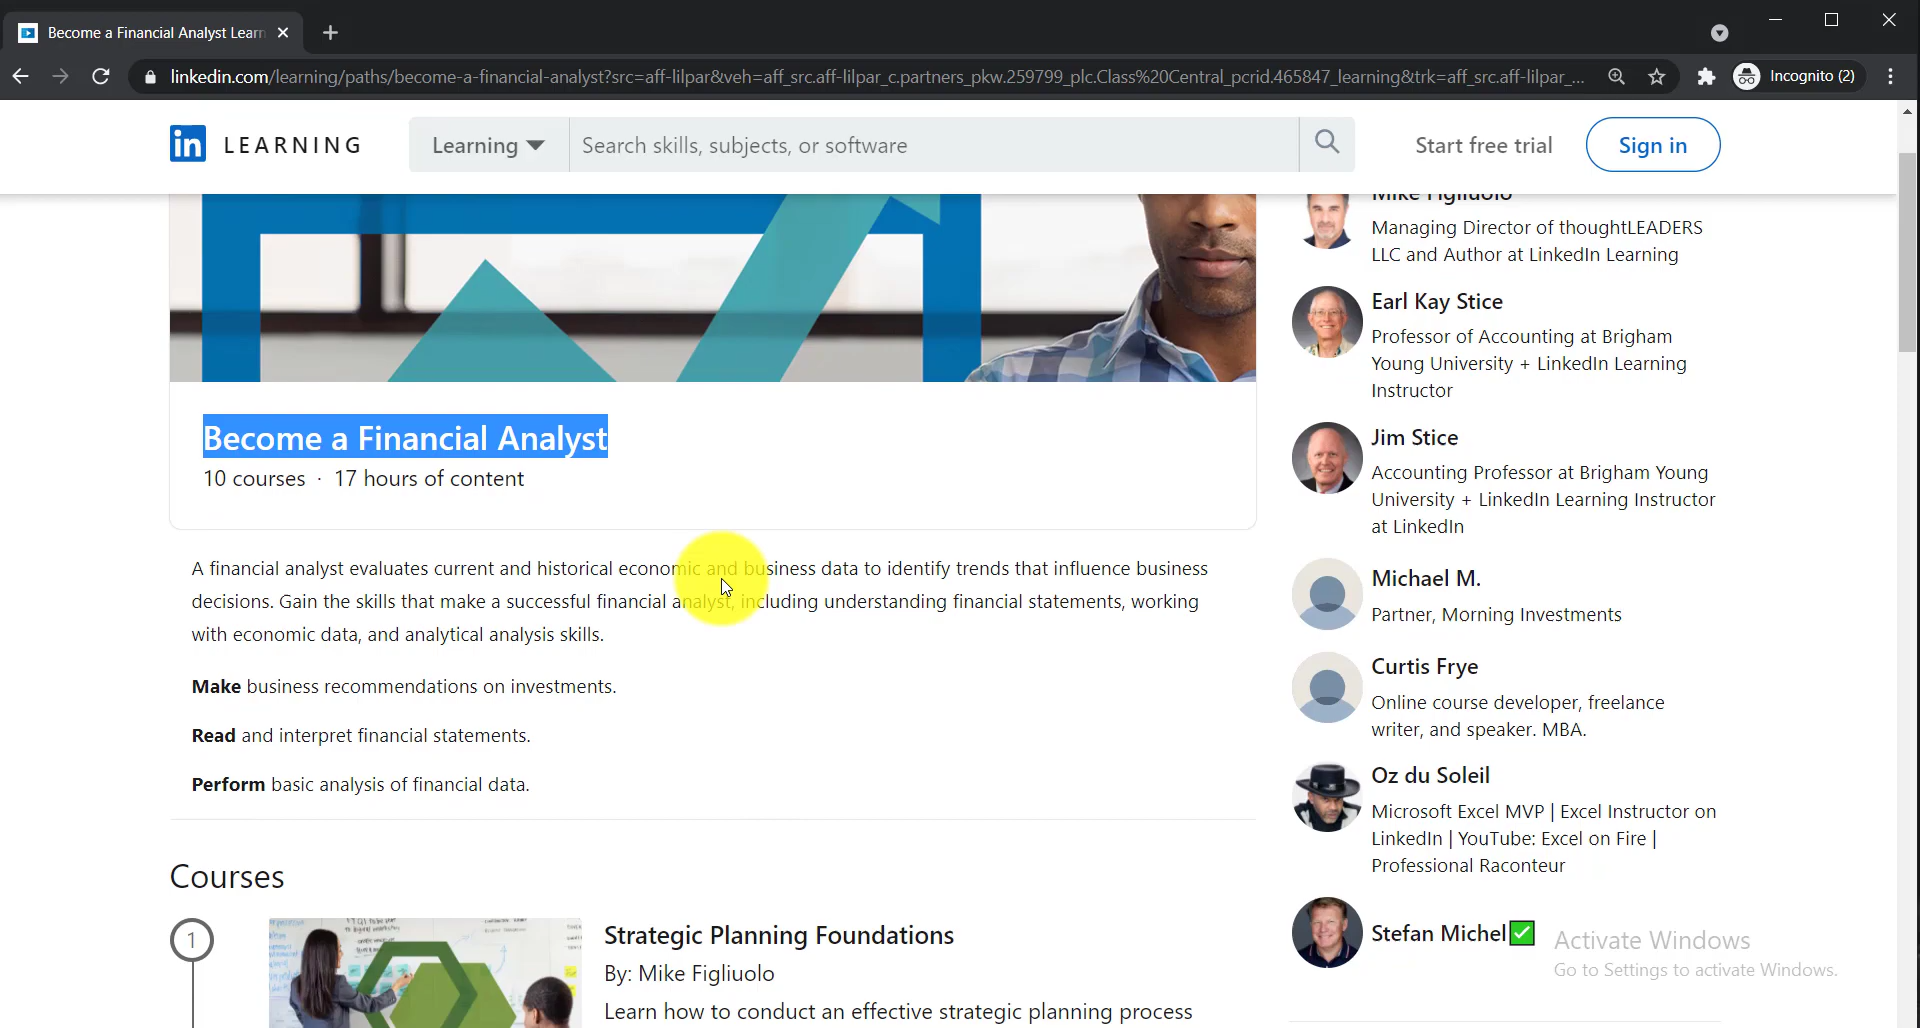 Become a Financial Analyst Learn
linkedin.com/learning/paths/become-a-financial-analyst?src=aff-lilpar&veh=aff_src.aff-lilpar_c.partners_pkw.259799_plc.Class%20Central_pcrid.465847_learning&trk=aff_src.aff-lilpar_...
Incognito (2)
in LEARNING
Learning
Search skills, subjects, or software
Start free trial
Sign in
Become a Financial Analyst
10 courses · 17 hours of content
A financial analyst evaluates current and historical economic and business data to identify trends that influence business
decisions. Gain the skills that make a successful financial analyst, including understanding financial statements, working
with economic data, and analytical analysis skills.
Make business recommendations on investments.
Read and interpret financial statements.
Perform basic analysis of financial data.
Courses
1
Strategic Planning Foundations
By: Mike Figliuolo
Learn how to conduct an effective strategic planning process
Mike Figliuolo
Managing Director of thoughtLEADERS
LLC and Author at LinkedIn Learning
Earl Kay Stice
Professor of Accounting at Brigham
Young University + LinkedIn Learning
Instructor
Jim Stice
Accounting Professor at Brigham Young
University + LinkedIn Learning Instructor
at LinkedIn
Michael M.
Partner, Morning Investments
Curtis Frye
Online course developer, freelance
writer, and speaker. MBA.
Oz du Soleil
Microsoft Excel MVP | Excel Instructor on
LinkedIn | YouTube: Excel on Fire |
Professional Raconteur
Stefan Michel✅
Activate Windows
Go to Settings to activate Windows.